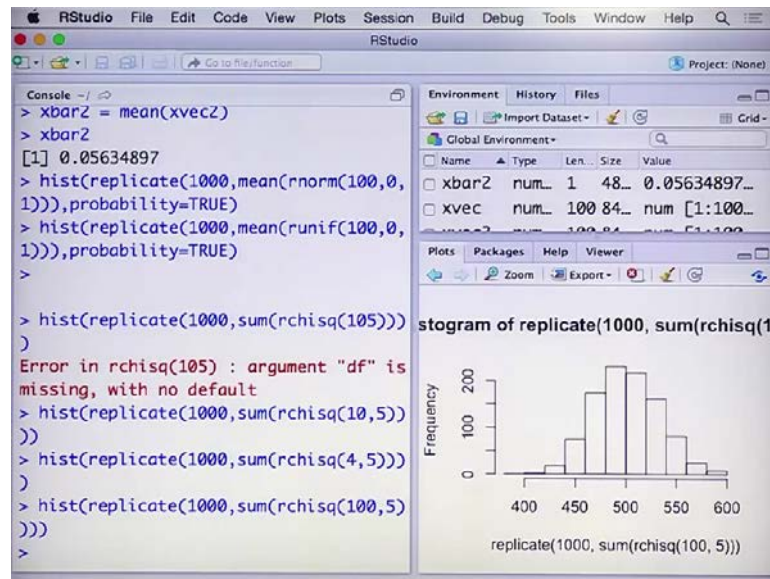 RStudio File Edit Code View Plots Session Build Debug Tools Window Help
RStudio
Go to file/function
Project: (None)
Console ~/
> xbar2 = mean(xvec2)
> xbar2
[1] 0.05634897
> hist(replicate(1000,mean(rnorm(100,0,
1))),probability=TRUE)
> hist(replicate(1000,mean(runif(100,0,
1))),probability=TRUE)
>
> hist(replicate(1000,sum(rchisq(105)))
)
Error in rchisq(105) : argument "df" is
missing, with no default
> hist(replicate(1000,sum(rchisq(10,5))
))
> hist(replicate(1000,sum(rchisq(4,5)))
)
> hist(replicate(1000,sum(rchisq(100,5)
)))
>
Environment History Files
Import Dataset
Grid
Global Environment
Name Type Len... Size Value
xbar2 num... 1 48... 0.05634897...
xvec num... 100 84... num [1:100...
Plots Packages Help Viewer
Zoom Export
stogram of replicate(1000, sum(rchisq(1
Frequency
200
100
0
400 450 500 550 600
replicate(1000, sum(rchisq(100, 5)))